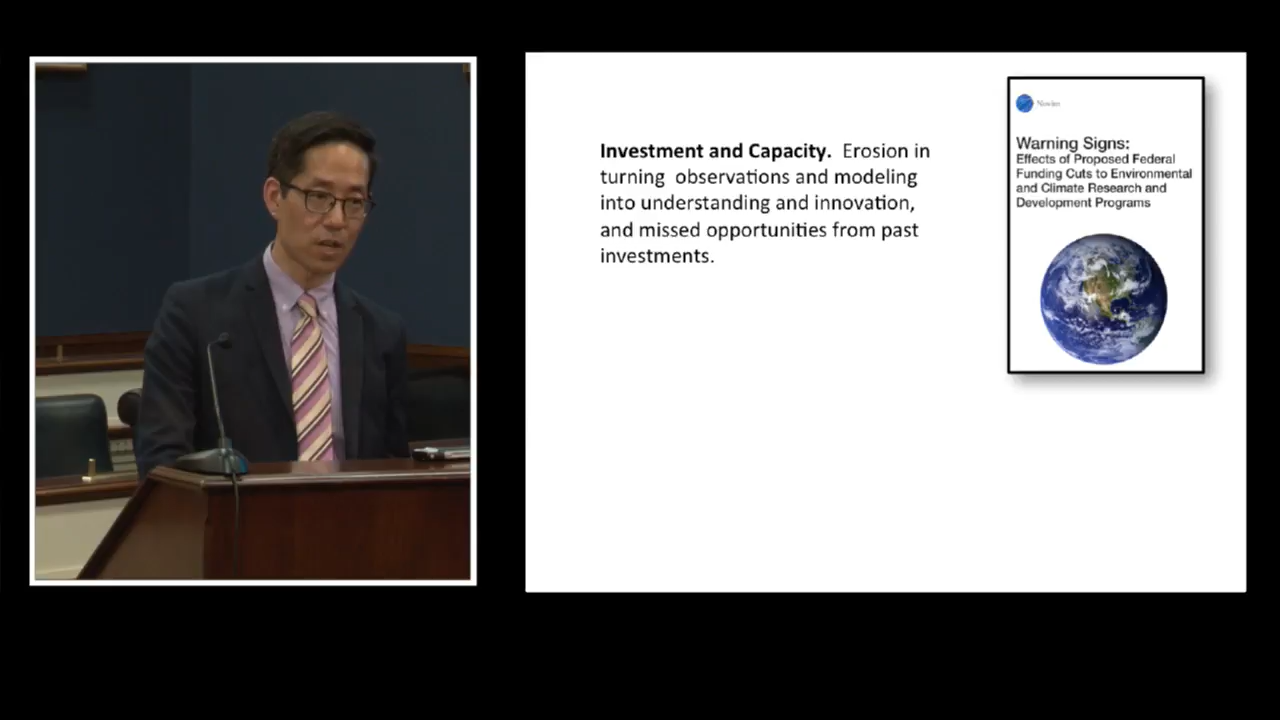 Investment and Capacity. Erosion in
turning observations and modeling
into understanding and innovation,
and missed opportunities from past
investments.
Novim
Warning Signs:
Effects of Proposed Federal
Funding Cuts to Environmental
and Climate Research and
Development Programs